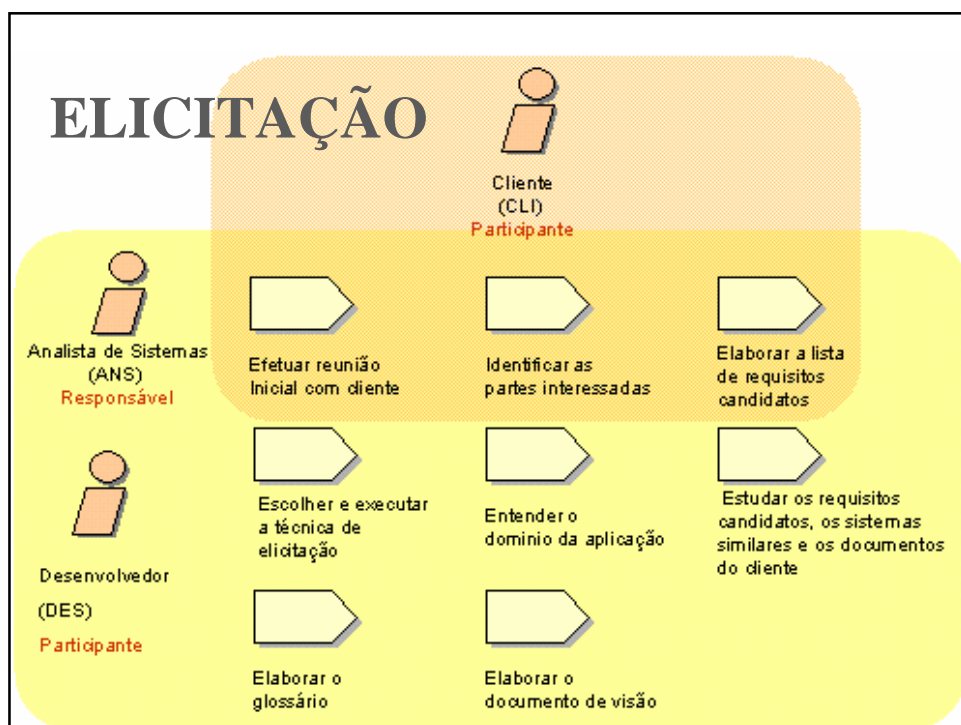 ELICITAÇÃO
Cliente
(CLI)
Participante
Analista de Sistemas
(ANS)
Responsável
Efetuar reunião
Inicial com cliente
Identificar as
partes interessadas
Elaborar a lista
de requisitos
candidatos
Desenvolvedor
(DES)
Participante
Escolher e executar
a técnica de
elicitação
Entender o
dominio da aplicação
Estudar os requisitos
candidatos, os sistemas
similares e os documentos
do cliente
Elaborar o
glossário
Elaborar o
documento de visão